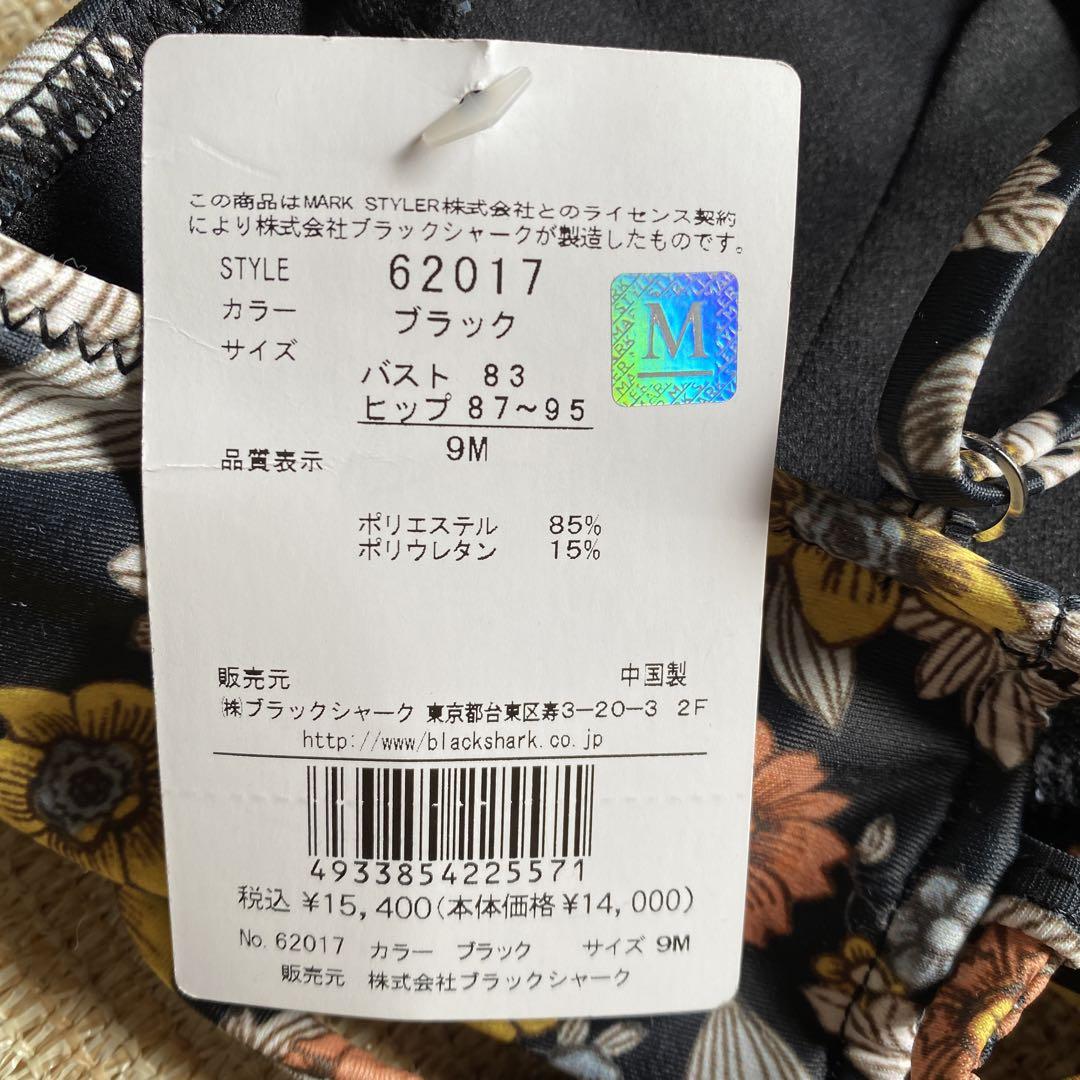 この商品はMARK STYLER株式会社とのライセンス契約
により株式会社ブラックシャークが製造したものです。
STYLE 62017
カラー ブラック
サイズ
バスト 83
ヒップ 87~95
9M
品質表示
ポリエステル 85%
ポリウレタン 15%
M
販売元 中国製
㈱ブラックシャーク 東京都台東区寿3-20-3 2F
http://www/blackshark.co.jp
4933854225571
税込 ¥15,400(本体価格¥14,000)
No.62017 カラー ブラック サイズ 9M
販売元 株式会社ブラックシャーク